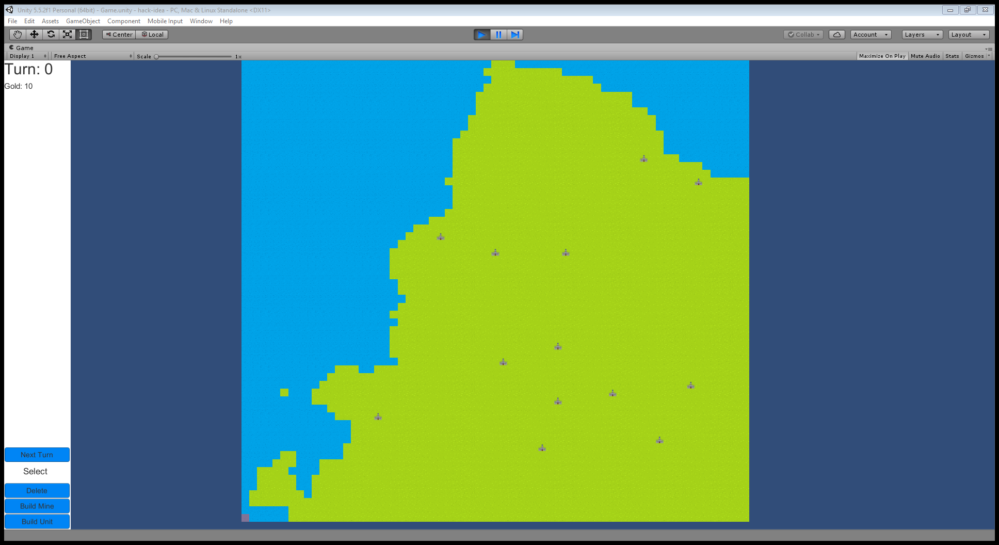 Unity 5.5.2f1 Personal (64bit) - Game.unity - hack-idea - PC, Mac & Linux Standalone <DX11>
File Edit Assets GameObject Component Mobile Input Window Help
Center Local Collab Account Layers Layout
Game
Display 1 Free Aspect Scale 1x Maximize On Play Mute Audio Stats Gizmos
Turn: 0
Gold: 10
Next Turn
Select
Delete
Build Mine
Build Unit